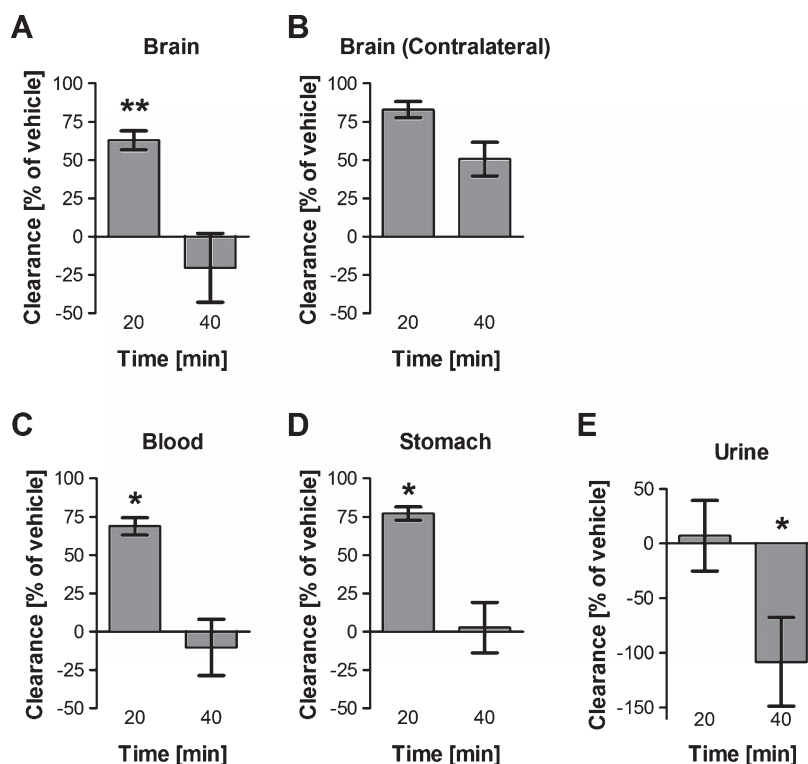 A
Brain
Clearance [% of vehicle]
100
75
50
25
0
-25
-50
**
20 40
Time [min]
B
Brain (Contralateral)
Clearance [% of vehicle]
100
75
50
25
0
-25
-50
20 40
Time [min]
C
Blood
Clearance [% of vehicle]
100
75
50
25
0
-25
-50
*
20 40
Time [min]
D
Stomach
Clearance [% of vehicle]
100
75
50
25
0
-25
-50
*
20 40
Time [min]
E
Urine
Clearance [% of vehicle]
50
0
-50
-100
-150
*
20 40
Time [min]